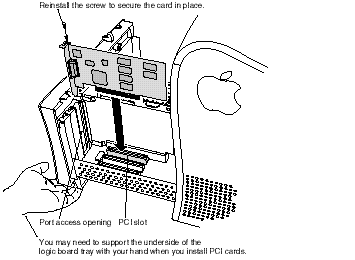 Reinstall the screw to secure the card in place.
Port access opening PCI slot
You may need to support the underside of the
logic board tray with your hand when you install PCI cards.